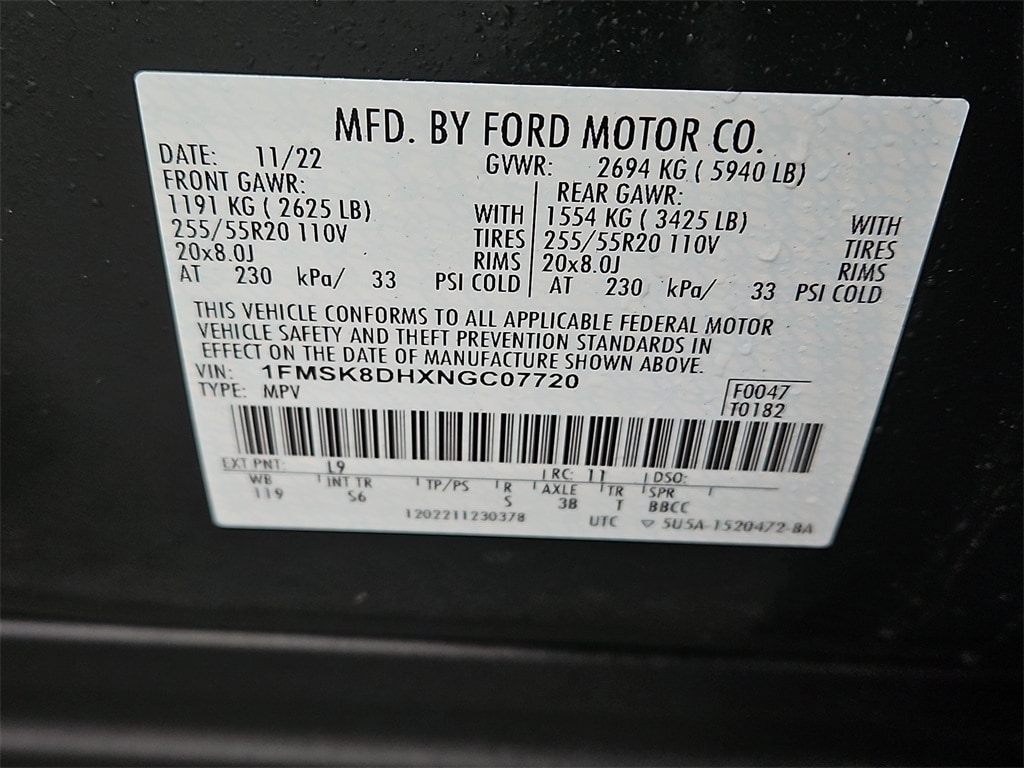 MFD. BY FORD MOTOR CO.
DATE: 11/22 GVWR: 2694 KG ( 5940 LB)
FRONT GAWR: REAR GAWR:
1191 KG ( 2625 LB) WITH 1554 KG ( 3425 LB) WITH
255/55R20 110V TIRES 255/55R20 110V TIRES
20x8.0J RIMS 20x8.0J RIMS
AT 230 kPa/ 33 PSI COLD AT 230 kPa/ 33 PSI COLD
THIS VEHICLE CONFORMS TO ALL APPLICABLE FEDERAL MOTOR
VEHICLE SAFETY AND THEFT PREVENTION STANDARDS IN
EFFECT ON THE DATE OF MANUFACTURE SHOWN ABOVE.
VIN: 1FMSK8DHXNGC07720
TYPE: MPV F0047
T0182
EXT PNT: L9 RC: 11 DSO:
WB INT TR TP/PS R AXLE TR SPR
119 S6 S 3B T BBCC
1202211230378 UTC ▽ 5U5A-1520472-BA